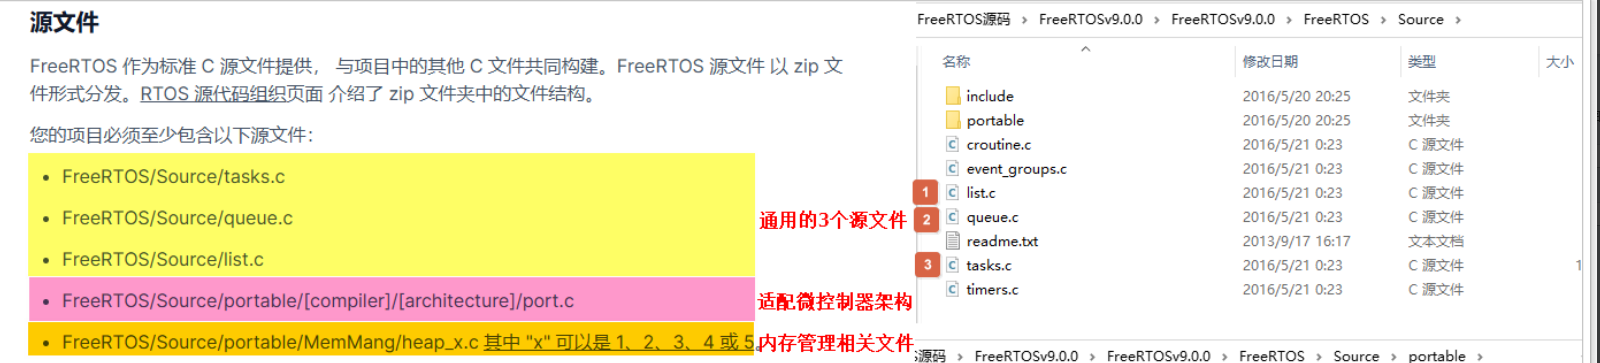 源文件
FreeRTOS 作为标准 C 源文件提供， 与项目中的其他 C 文件共同构建。FreeRTOS 源文件 以 zip 文
件形式分发。RTOS 源代码组织页面 介绍了 zip 文件夹中的文件结构。
您的项目必须至少包含以下源文件：
• FreeRTOS/Source/tasks.c
• FreeRTOS/Source/queue.c
通用的3个源文件
• FreeRTOS/Source/list.c
• FreeRTOS/Source/portable/[compiler]/[architecture]/port.c
适配微控制器架构
• FreeRTOS/Source/portable/MemMang/heap_x.c 其中 "x" 可以是 1、2、3、4 或 5。
内存管理相关文件
FreeRTOS源码 › FreeRTOSv9.0.0 › FreeRTOSv9.0.0 › FreeRTOS › Source ›
名称 修改日期 类型 大小
include 2016/5/20 20:25 文件夹
portable 2016/5/20 20:25 文件夹
croutine.c 2016/5/21 0:23 C 源文件
event_groups.c 2016/5/21 0:23 C 源文件
1 list.c 2016/5/21 0:23 C 源文件
2 queue.c 2016/5/21 0:23 C 源文件
readme.txt 2013/9/17 16:17 文本文档
3 tasks.c 2016/5/21 0:23 C 源文件 1
timers.c 2016/5/21 0:23 C 源文件
源码 › FreeRTOSv9.0.0 › FreeRTOSv9.0.0 › FreeRTOS › Source › portable ›